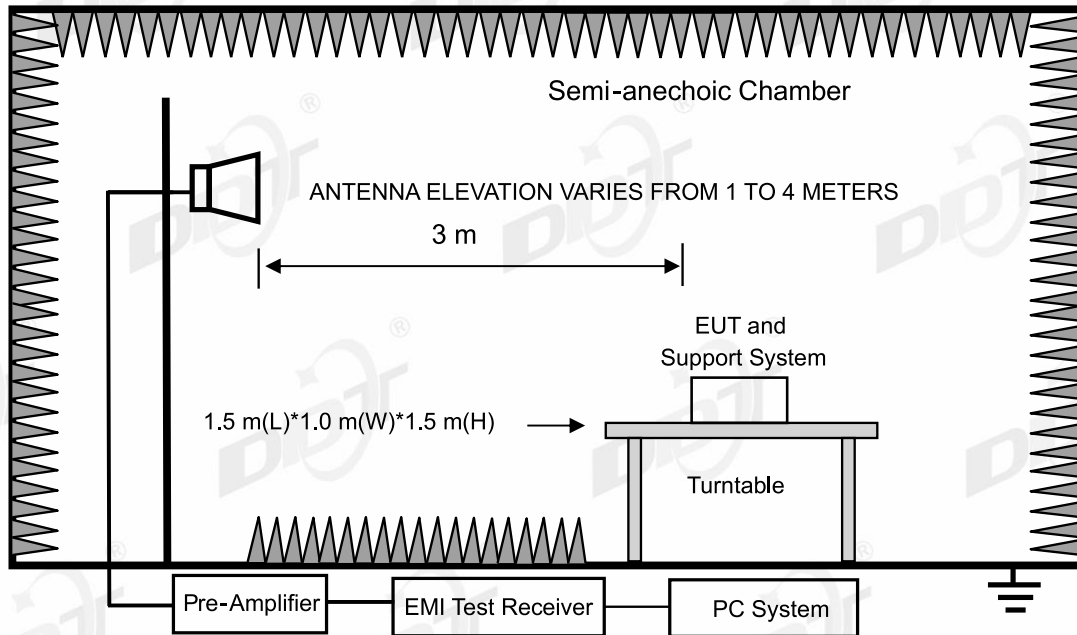 Semi-anechoic Chamber
ANTENNA ELEVATION VARIES FROM 1 TO 4 METERS
3 m
EUT and
Support System
1.5 m(L)*1.0 m(W)*1.5 m(H)
Turntable
Pre-Amplifier
EMI Test Receiver
PC System
DDT
®